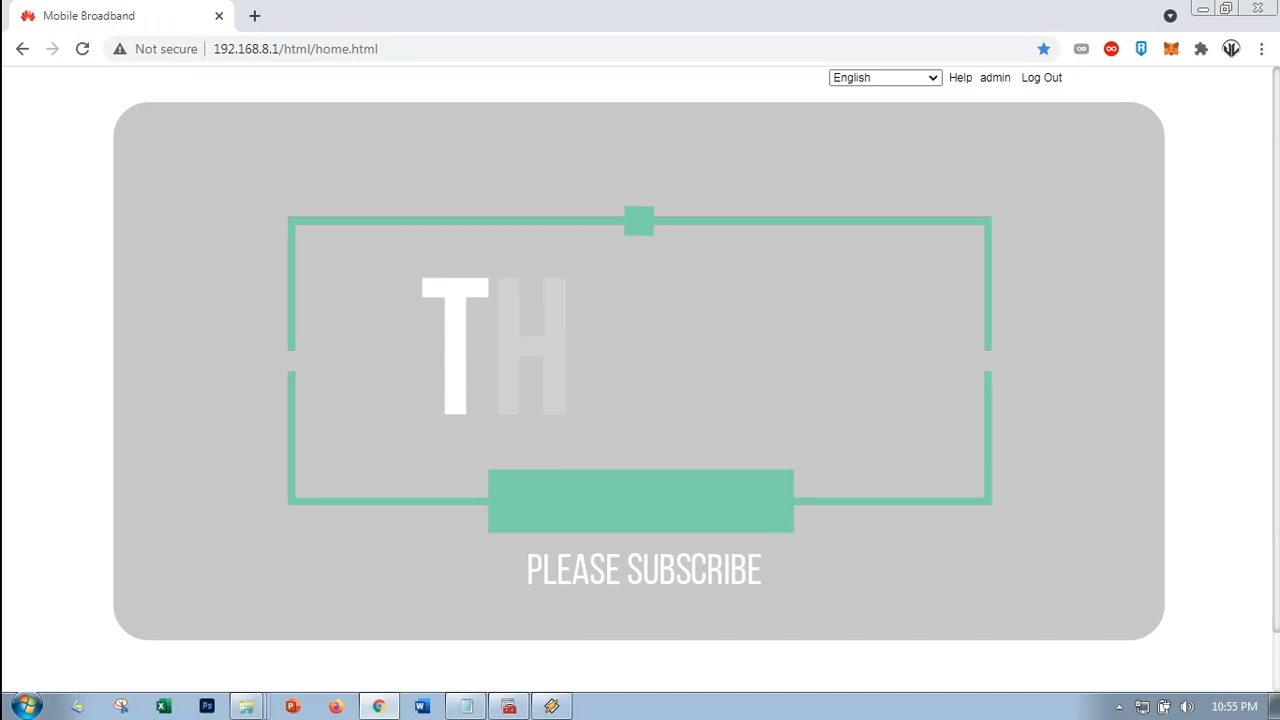 Mobile Broadband
Not secure
192.168.8.1/html/home.html
English
Help
admin
Log Out
TH
PLEASE SUBSCRIBE
10:55 PM